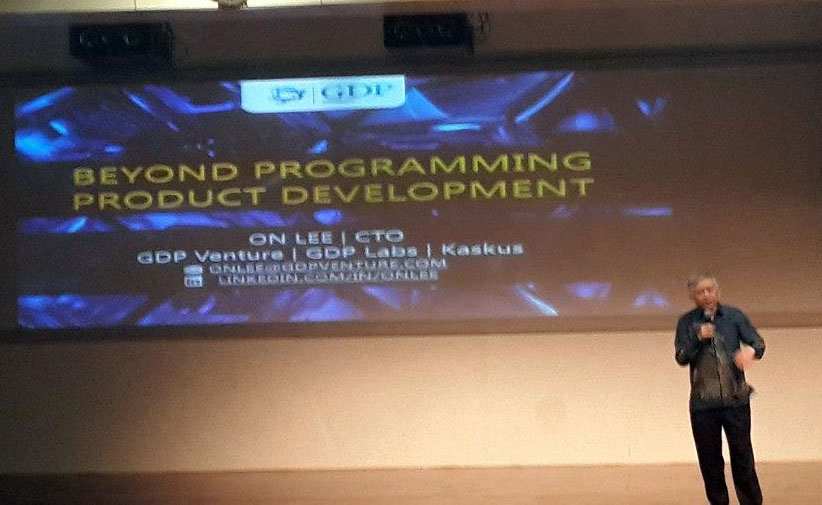 GDP
BEYOND PROGRAMMING
PRODUCT DEVELOPMENT
ON LEE | CTO
GDP Venture | GDP Labs | Kaskus
ONLEE@GDPVENTURE.COM
LINKEDIN.COM/IN/ONLEE